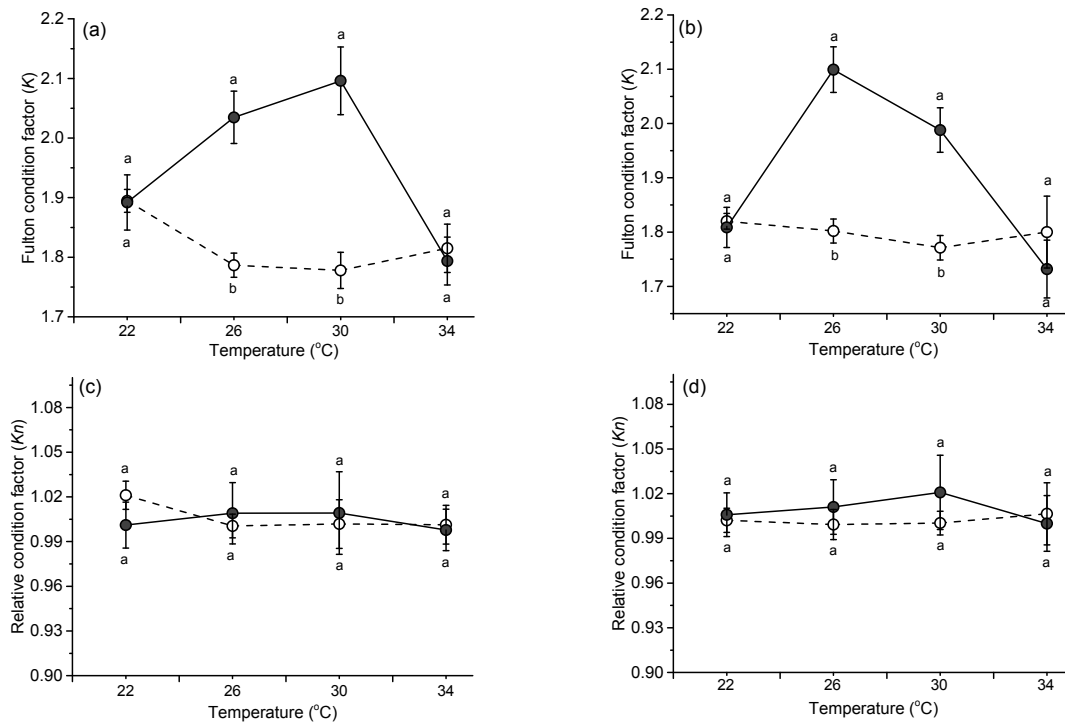 (a)
Fulton condition factor (K)
2.2
2.1
2.0
1.9
1.8
1.7
a
a
a
a
a
b
b
a
22
26
30
34
Temperature (°C)
(b)
Fulton condition factor (K)
2.2
2.1
2.0
1.9
1.8
1.7
a
a
a
a
a
b
b
a
22
26
30
34
Temperature (°C)
(c)
Relative condition factor (Kn)
1.08
1.05
1.02
0.99
0.96
0.93
0.90
a
a
a
a
a
a
a
a
22
26
30
34
Temperature (°C)
(d)
Relative condition factor (Kn)
1.08
1.05
1.02
0.99
0.96
0.93
0.90
a
a
a
a
a
a
a
a
22
26
30
34
Temperature (°C)